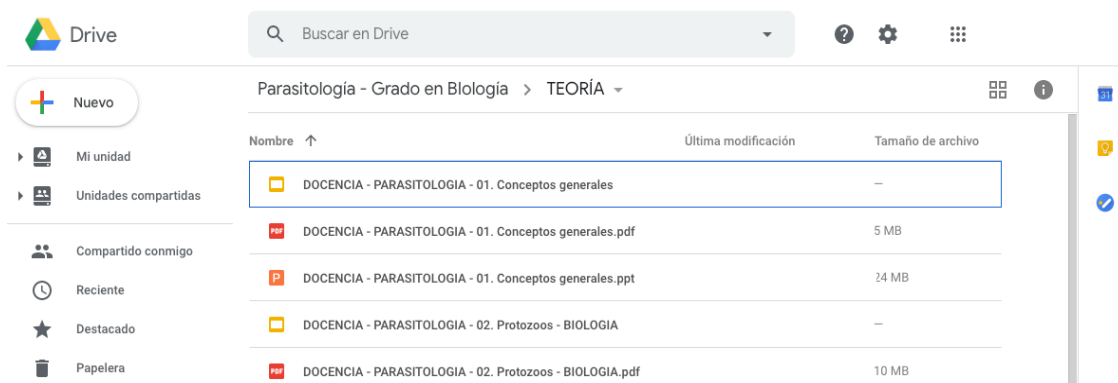 Drive
Buscar en Drive
Nuevo
Parasitología - Grado en BIología > TEORÍA
31
Nombre Última modificación Tamaño de archivo
Mi unidad
DOCENCIA - PARASITOLOGIA - 01. Conceptos generales —
Unidades compartidas
PDF DOCENCIA - PARASITOLOGIA - 01. Conceptos generales.pdf 5 MB
Compartido conmigo
P DOCENCIA - PARASITOLOGIA - 01. Conceptos generales.ppt 24 MB
Reciente
DOCENCIA - PARASITOLOGIA - 02. Protozoos - BIOLOGIA —
Destacado
PDF DOCENCIA - PARASITOLOGIA - 02. Protozoos - BIOLOGIA.pdf 10 MB
Papelera